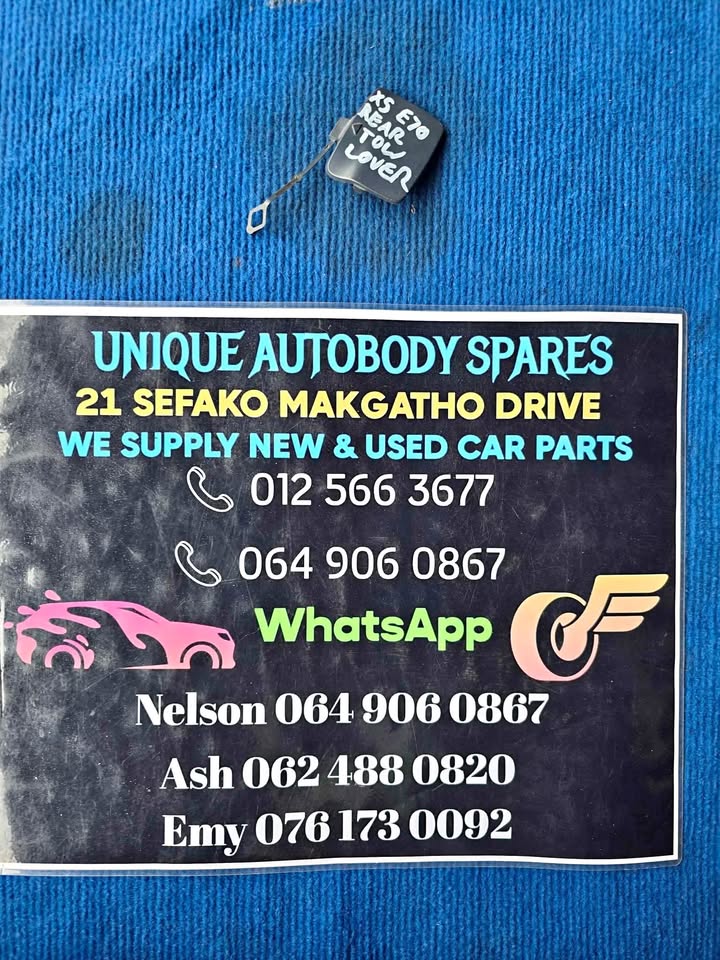 X5 E70
REAR
TOW
COVER
UNIQUE AUTOBODY SPARES
21 SEFAKO MAKGATHO DRIVE
WE SUPPLY NEW & USED CAR PARTS
012 566 3677
064 906 0867
WhatsApp
Nelson 064 906 0867
Ash 062 488 0820
Emy 076 173 0092